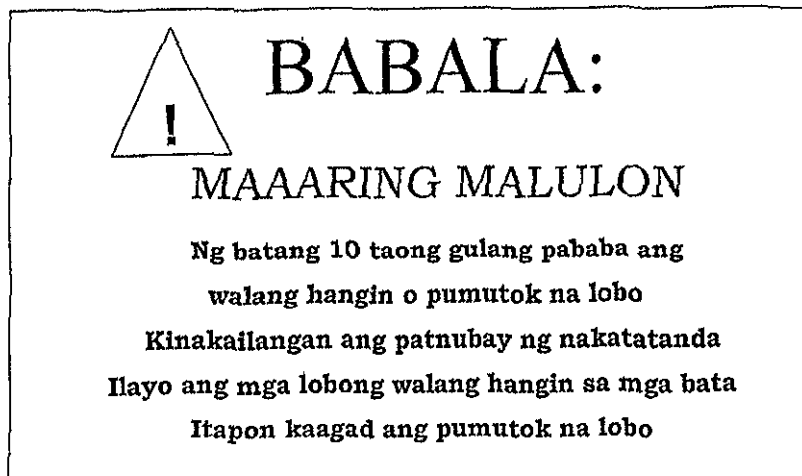 BABALA:
!
MAAARING MALULON
Ng batang 10 taong gulang pababa ang
walang hangin o pumutok na lobo
Kinakailangan ang patnubay ng nakatatanda
Ilayo ang mga lobong walang hangin sa mga bata
Itapon kaagad ang pumutok na lobo